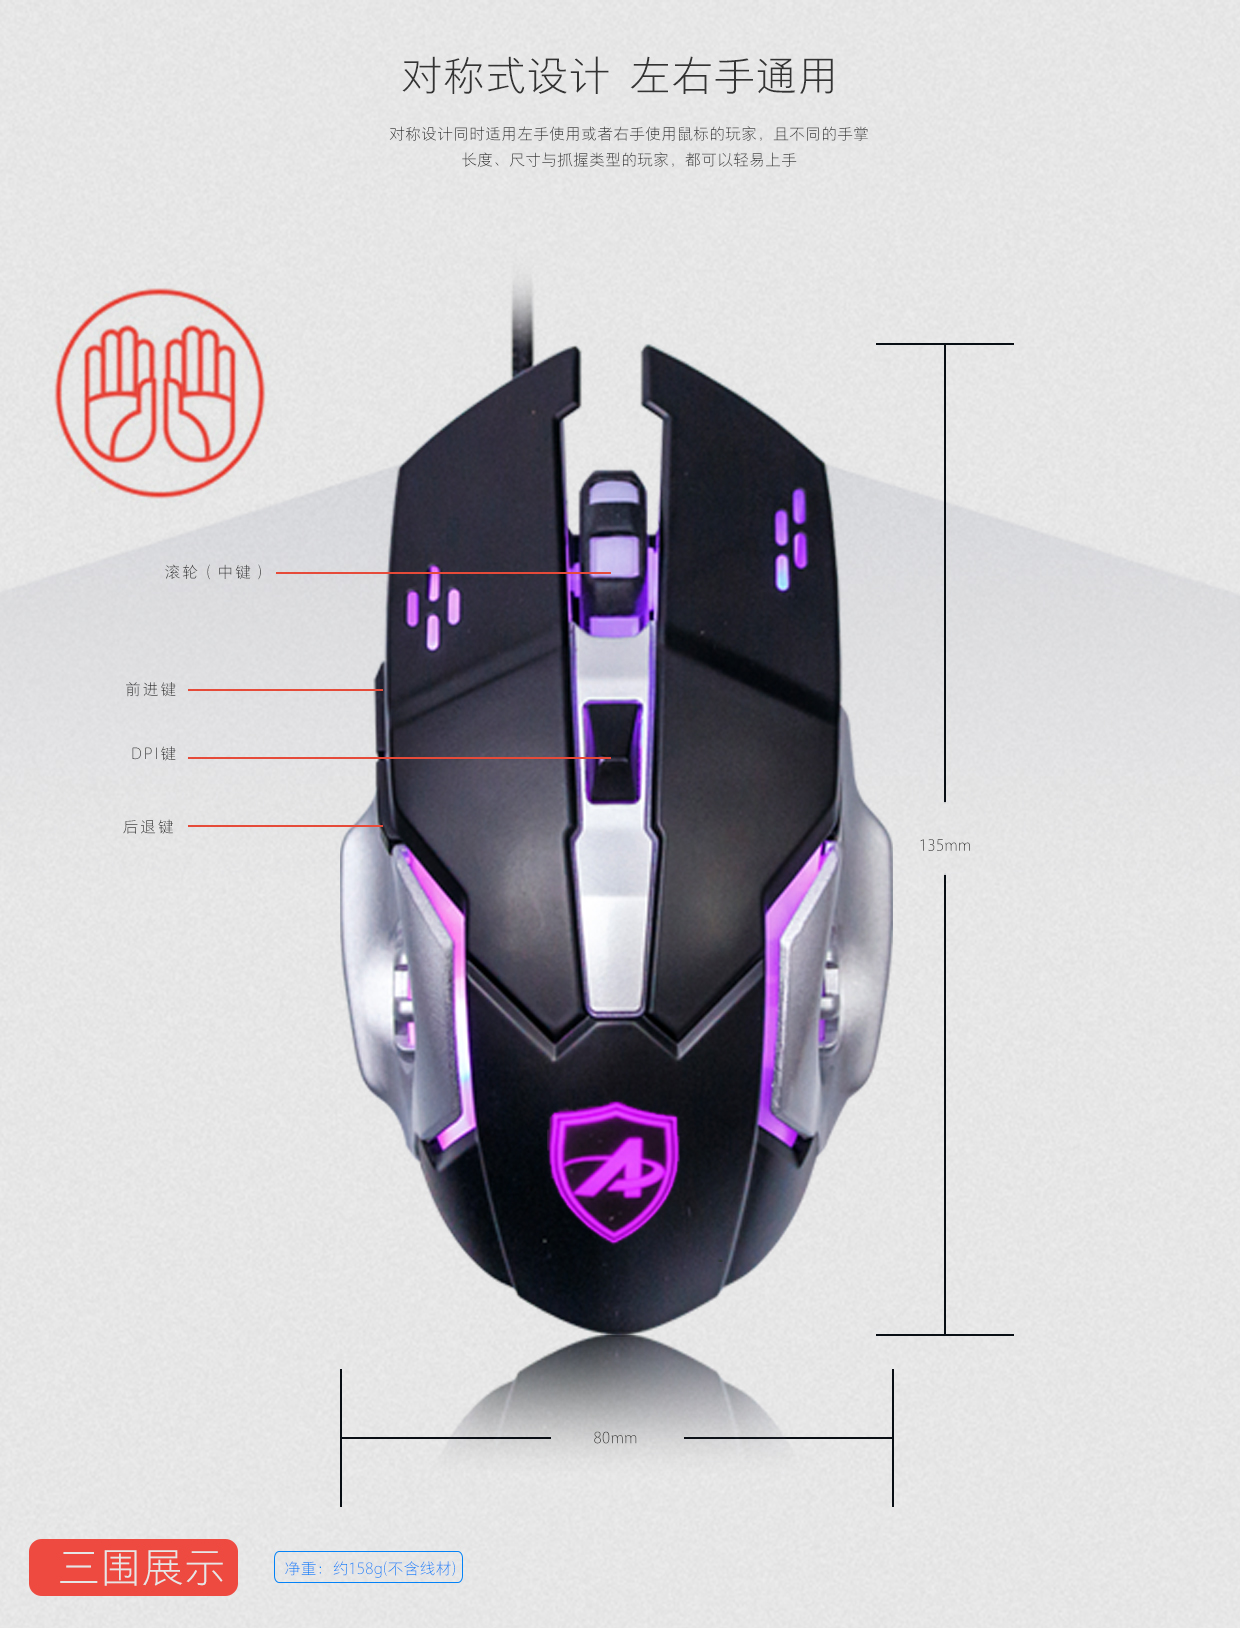 对称式设计 左右手通用
对称设计同时适用左手使用或者右手使用鼠标的玩家，且不同的手掌
长度、尺寸与抓握类型的玩家，都可以轻易上手
滚轮（中键）
前进键
DPI键
后退键
135mm
80mm
三围展示
净重：约158g(不含线材)